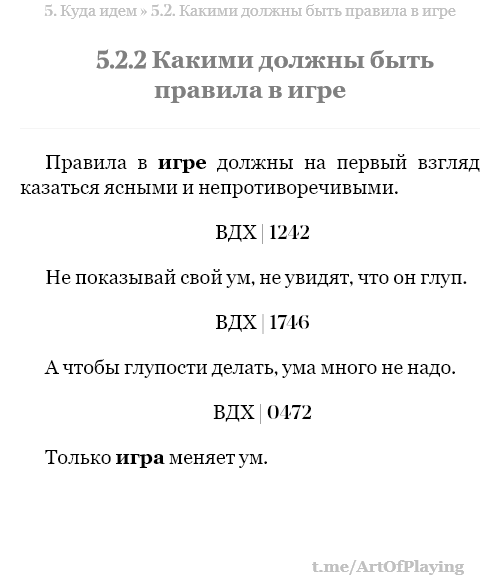 5. Куда идем » 5.2. Какими должны быть правила в игре
5.2.2 Какими должны быть
правила в игре
Правила в игре должны на первый взгляд
казаться ясными и непротиворечивыми.
ВДХ | 1242
Не показывай свой ум, не увидят, что он глуп.
ВДХ | 1746
А чтобы глупости делать, ума много не надо.
ВДХ | 0472
Только игра меняет ум.
t.me/ArtOfPlaying